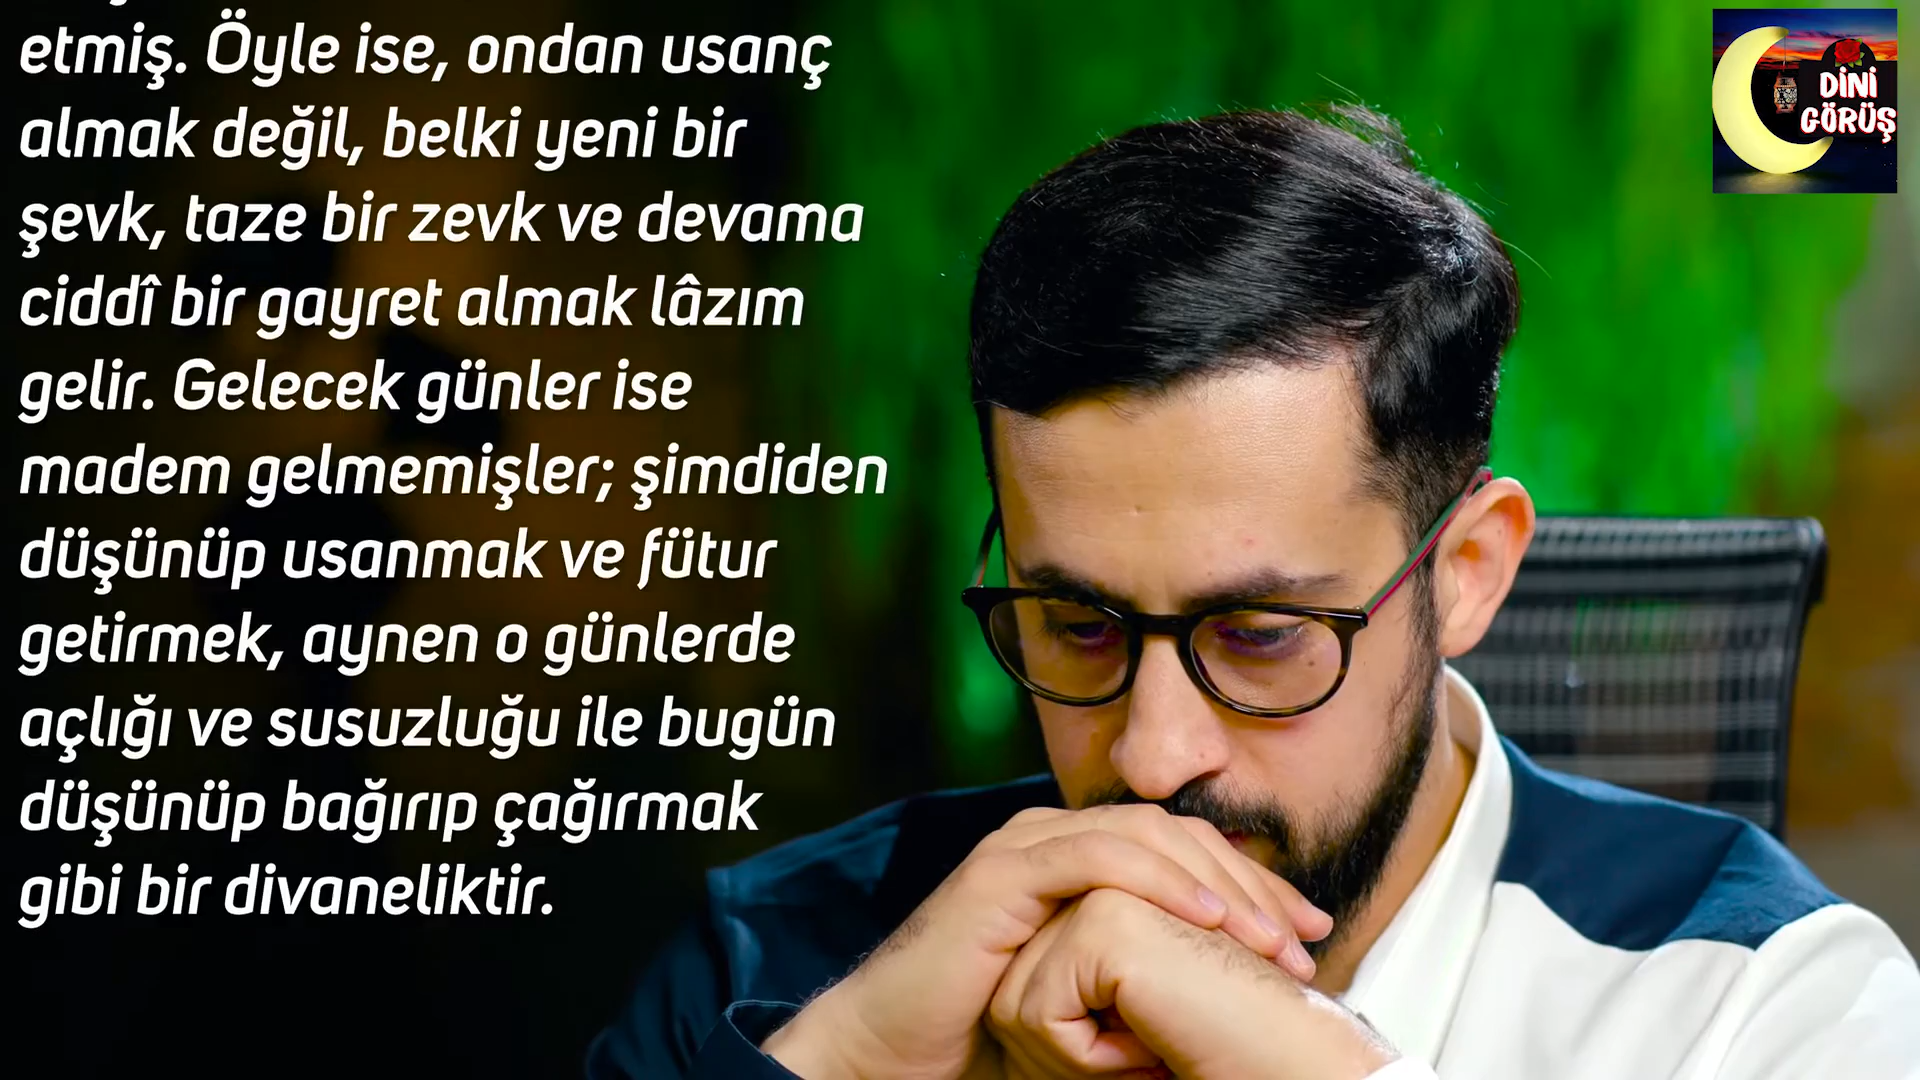 etmiş. Öyle ise, ondan usanç
almak değil, belki yeni bir
şevk, taze bir zevk ve devama
ciddî bir gayret almak lâzım
gelir. Gelecek günler ise
madem gelmemişler; şimdiden
düşünüp usanmak ve fütur
getirmek, aynen o günlerde
açlığı ve susuzluğu ile bugün
düşünüp bağırıp çağırmak
gibi bir divaneliktir.
DİNİ
GÖRÜŞ